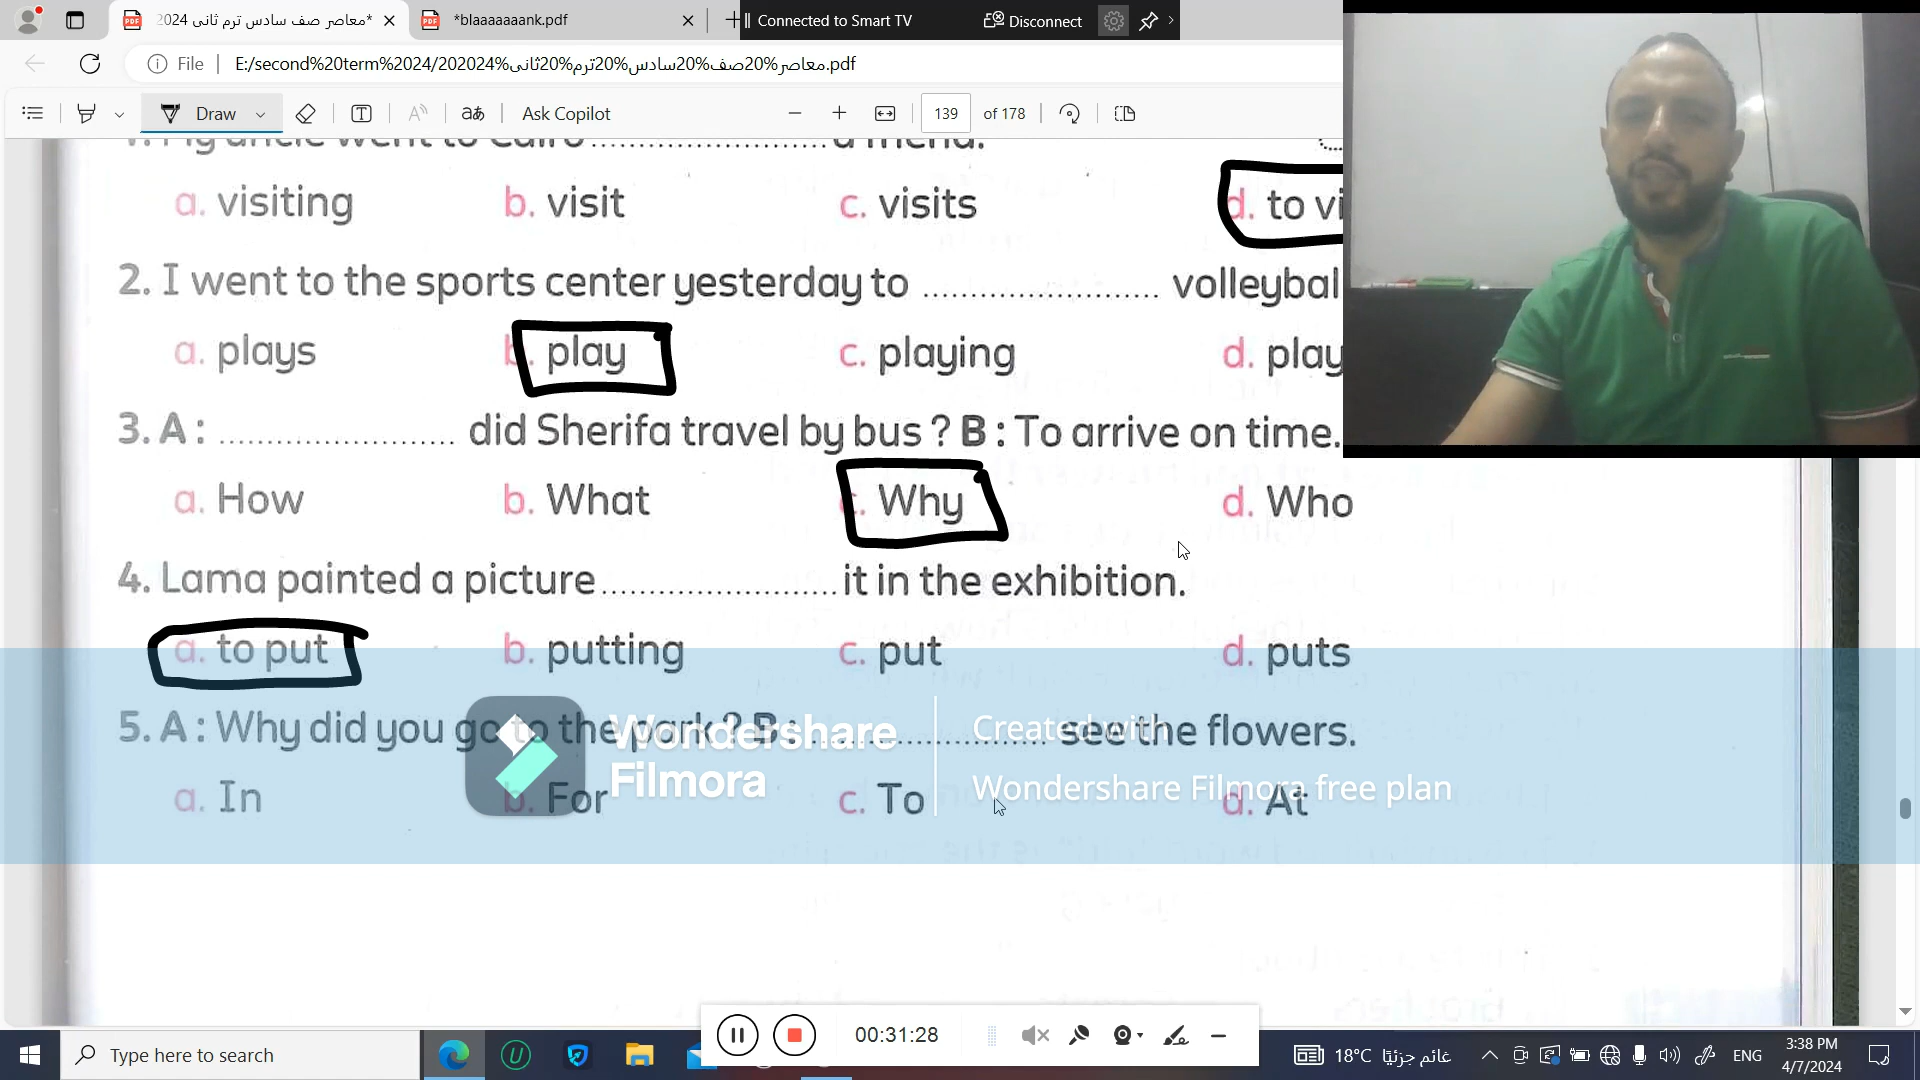 *معاصر صف سادس ترم ثانى 2024
*blaaaaaaank.pdf
Connected to Smart TV
Disconnect
File
E:/second%20term%2024/202024%معاصر%20صف%20سادس%20ترم%20ثانى.pdf
Draw
Ask Copilot
139 of 178
a. visiting b. visit c. visits d. to vi
2. I went to the sports center yesterday to ........................ volleybal
a. plays b. play c. playing d. play
3. A : ........................ did Sherifa travel by bus ? B : To arrive on time.
a. How b. What c. Why d. Who
4. Lama painted a picture ........................ it in the exhibition.
a. to put b. putting c. put d. puts
5. A : Why did you go to the park ? B : ........................ see the flowers.
a. In b. For c. To d. At
Wondershare
Filmora
Created with
Wondershare Filmora free plan
00:31:28
Type here to search
18°C غائم جزئيًا
ENG
3:38 PM
4/7/2024